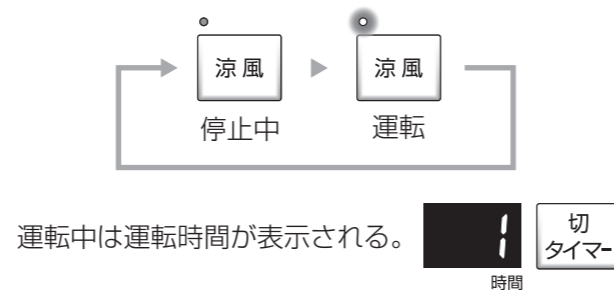 涼風
涼風
停止中
運転
運転中は運転時間が表示される。
1
切
タイマー
時間